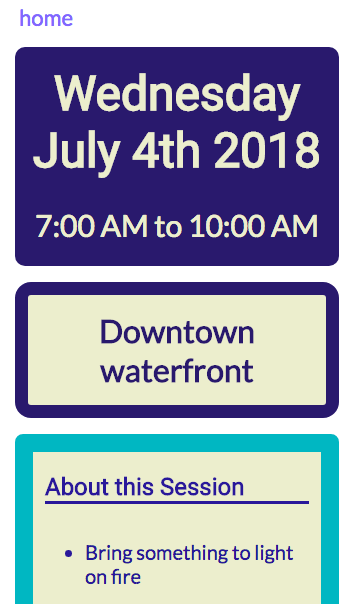 home
Wednesday
July 4th 2018
7:00 AM to 10:00 AM
Downtown
waterfront
About this Session
• Bring something to light
on fire